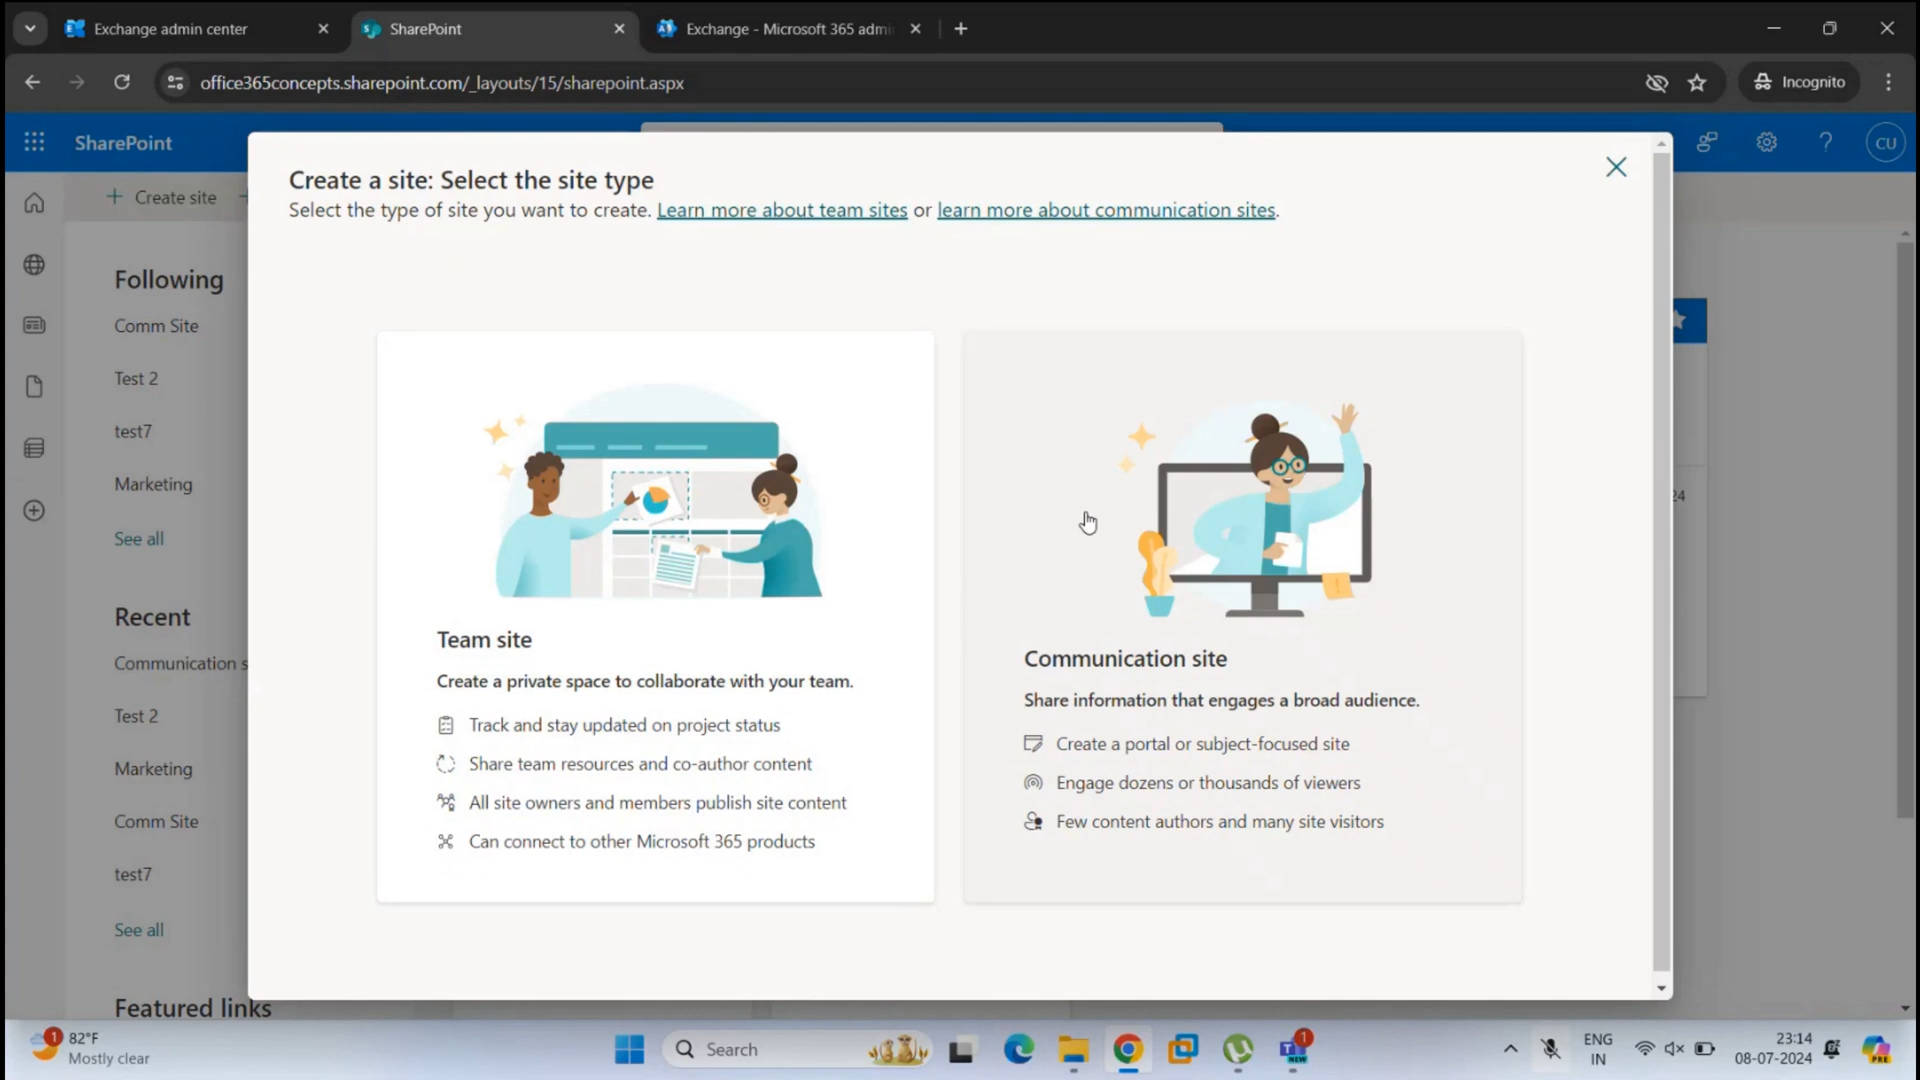 Exchange admin center
SharePoint
Exchange - Microsoft 365 admi
office365concepts.sharepoint.com/_layouts/15/sharepoint.aspx
Incognito
SharePoint
CU
Create site
Create a site: Select the site type
Select the type of site you want to create. Learn more about team sites or learn more about communication sites.
Following
Comm Site
Test 2
test7
Marketing
See all
Recent
Communication s
Test 2
Marketing
Comm Site
test7
See all
Featured links
Team site
Create a private space to collaborate with your team.
Track and stay updated on project status
Share team resources and co-author content
All site owners and members publish site content
Can connect to other Microsoft 365 products
Communication site
Share information that engages a broad audience.
Create a portal or subject-focused site
Engage dozens or thousands of viewers
Few content authors and many site visitors
24
1
82°F
Mostly clear
Search
1
NEW
ENG
IN
23:14
08-07-2024
PRE